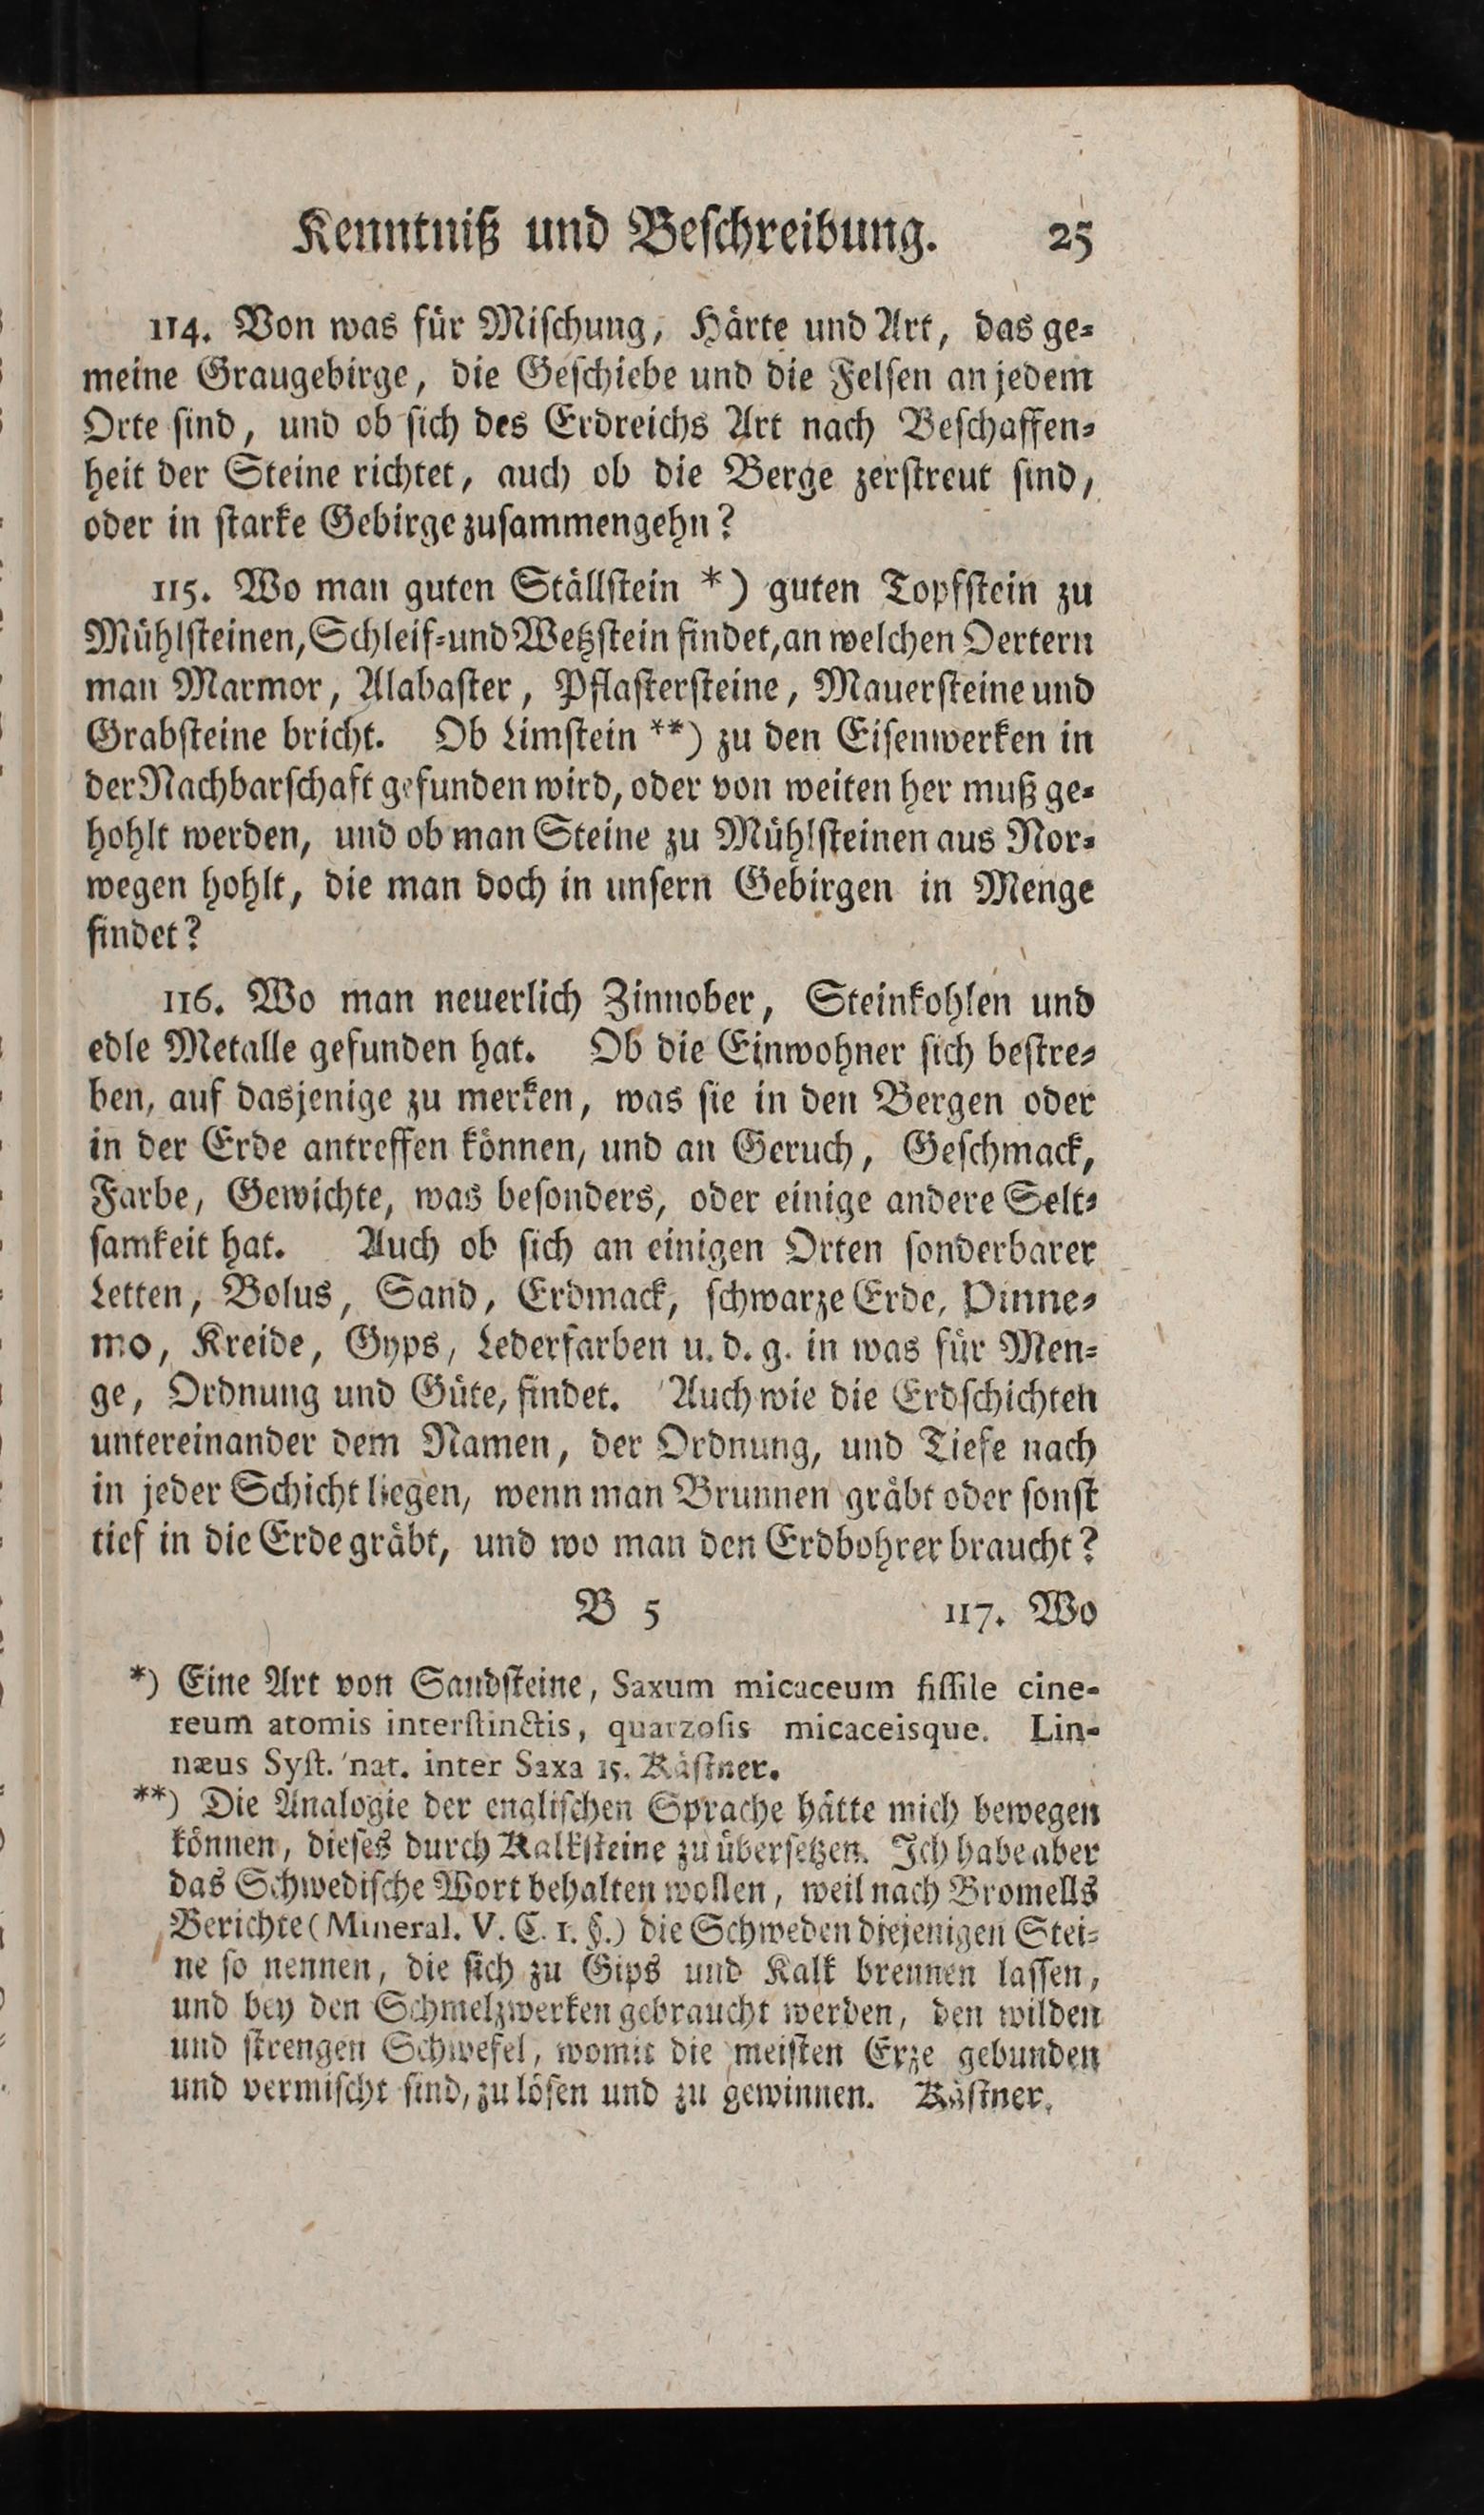 Kenntniß und Beſchreibung. 25
114. Von was für Miſchung, Härte und Art, das ge-
meine Graugebirge, die Geſchiebe und die Felſen an jedem
Orte ſind, und ob ſich des Erdreichs Art nach Beſchaffen-
heit der Steine richtet, auch ob die Berge zerſtreut ſind,
oder in ſtarke Gebirge zuſammengehn?
115. Wo man guten Ställſtein *) guten Topfſtein zu
Mühlſteinen, Schleif-und Wetzſtein findet, an welchen Oertern
man Marmor, Alabaſter, Pflaſterſteine, Mauerſteine und
Grabſteine bricht. Ob Limſtein **) zu den Eiſenwerken in
der Nachbarſchaft gefunden wird, oder von weiten her muß ge-
hohlt werden, und ob man Steine zu Mühlſteinen aus Nor-
wegen hohlt, die man doch in unſern Gebirgen in Menge
findet?
116. Wo man neuerlich Zinnober, Steinkohlen und
edle Metalle gefunden hat. Ob die Einwohner ſich beſtre-
ben, auf dasjenige zu merken, was ſie in den Bergen oder
in der Erde antreffen können, und an Geruch, Geſchmack,
Farbe, Gewichte, was beſonders, oder einige andere Selt-
ſamkeit hat. Auch ob ſich an einigen Orten ſonderbarer
Letten, Bolus, Sand, Erdmack, ſchwarze Erde, Pinne-
mo, Kreide, Gyps, Lederfarben u. d. g. in was für Men-
ge, Ordnung und Güte, findet. Auch wie die Erdſchichten
untereinander dem Namen, der Ordnung, und Tiefe nach
in jeder Schicht liegen, wenn man Brunnen gräbt oder ſonſt
tief in die Erde gräbt, und wo man den Erdbohrer braucht?
B 5 117. Wo
*) Eine Art von Sandſteine, Saxum micaceum fiſſile cine-
reum atomis interſtinctis, quarzoſis micaceisque. Lin-
næus Syſt. nat. inter Saxa 15. Käſtner.
**) Die Analogie der engliſchen Sprache hätte mich bewegen
können, dieſes durch Kalkſteine zu überſetzen. Ich habe aber
das Schwediſche Wort behalten wollen, weil nach Bromells
Berichte (Mineral. V. C. 1. §.) die Schweden diejenigen Stei-
ne ſo nennen, die ſich zu Gips und Kalk brennen laſſen,
und bey den Schmelzwerken gebraucht werden, den wilden
und ſtrengen Schwefel, womit die meiſten Erze gebunden
und vermiſcht ſind, zu löſen und zu gewinnen. Käſtner.